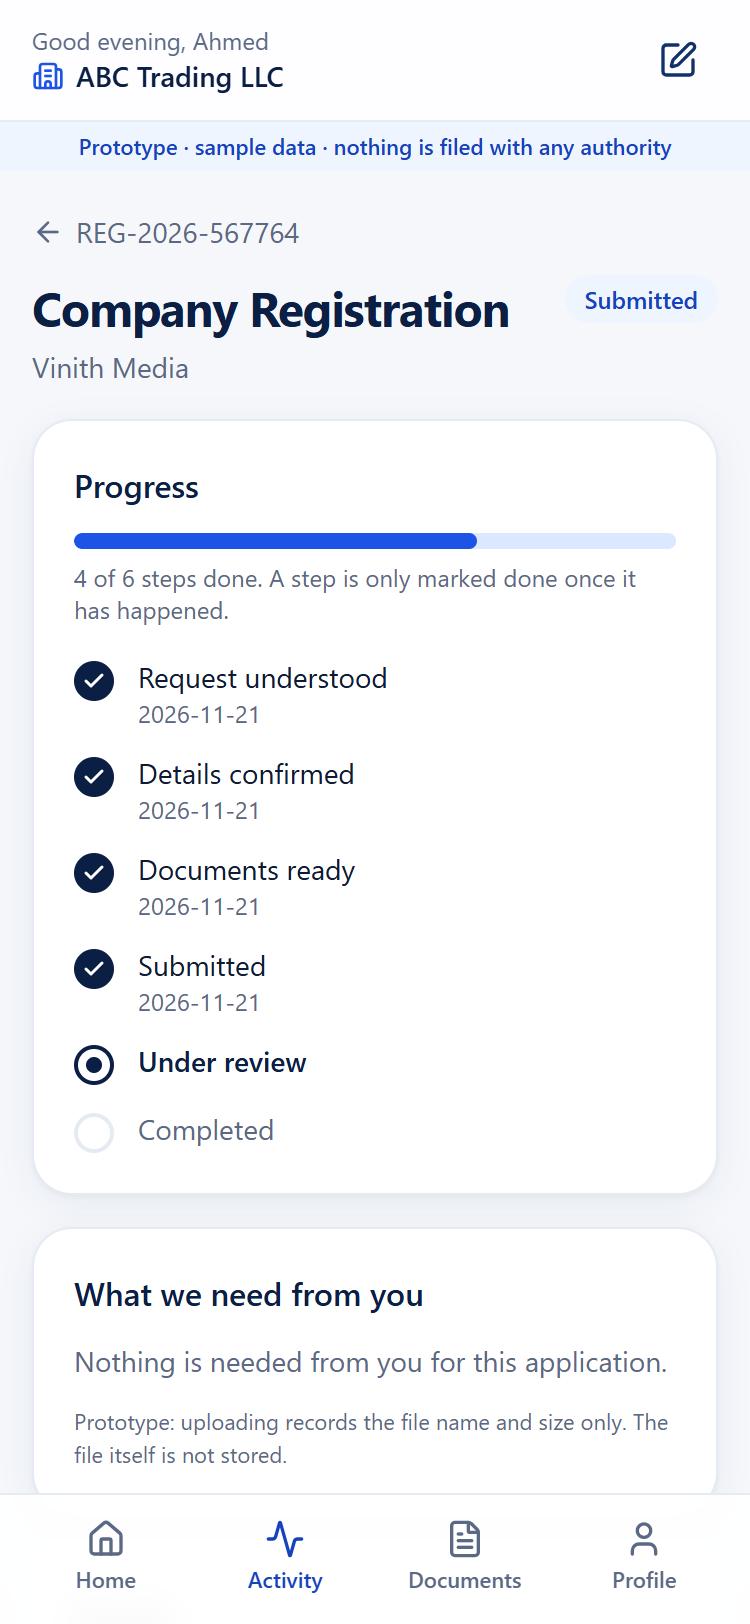 Good evening, Ahmed
ABC Trading LLC
Prototype · sample data · nothing is filed with any authority
REG-2026-567764
Company Registration
Submitted
Vinith Media
Progress
4 of 6 steps done. A step is only marked done once it
has happened.
Request understood
2026-11-21
Details confirmed
2026-11-21
Documents ready
2026-11-21
Submitted
2026-11-21
Under review
Completed
What we need from you
Nothing is needed from you for this application.
Prototype: uploading records the file name and size only. The
file itself is not stored.
Home
Activity
Documents
Profile